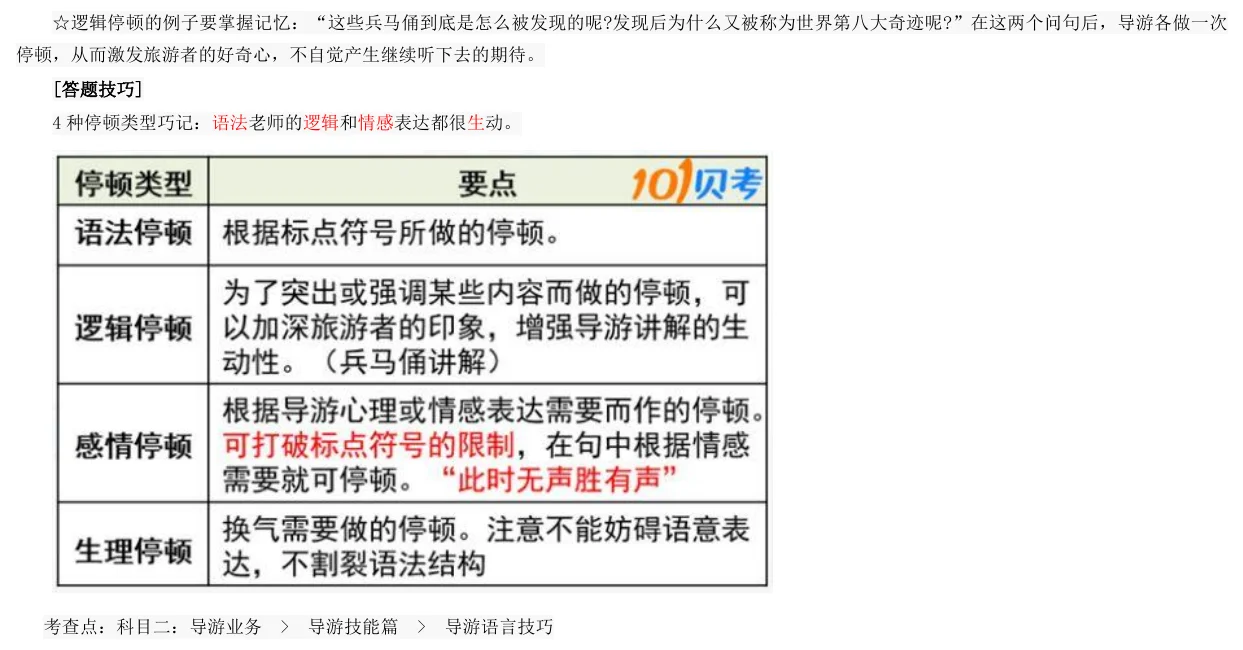 ☆逻辑停顿的例子要掌握记忆：“这些兵马俑到底是怎么被发现的呢?发现后为什么又被称为世界第八大奇迹呢?”在这两个问句后，导游各做一次
停顿，从而激发旅游者的好奇心，不自觉产生继续听下去的期待。
[答题技巧]
4 种停顿类型巧记：语法老师的逻辑和情感表达都很生动。
停顿类型 要点 101贝考
语法停顿 根据标点符号所做的停顿。
为了突出或强调某些内容而做的停顿，可
逻辑停顿 以加深旅游者的印象，增强导游讲解的生
动性。（兵马俑讲解）
根据导游心理或情感表达需要而作的停顿。
感情停顿 可打破标点符号的限制，在句中根据情感
需要就可停顿。“此时无声胜有声”
换气需要做的停顿。注意不能妨碍语意表
生理停顿 达，不割裂语法结构
考查点：科目二：导游业务 > 导游技能篇 > 导游语言技巧